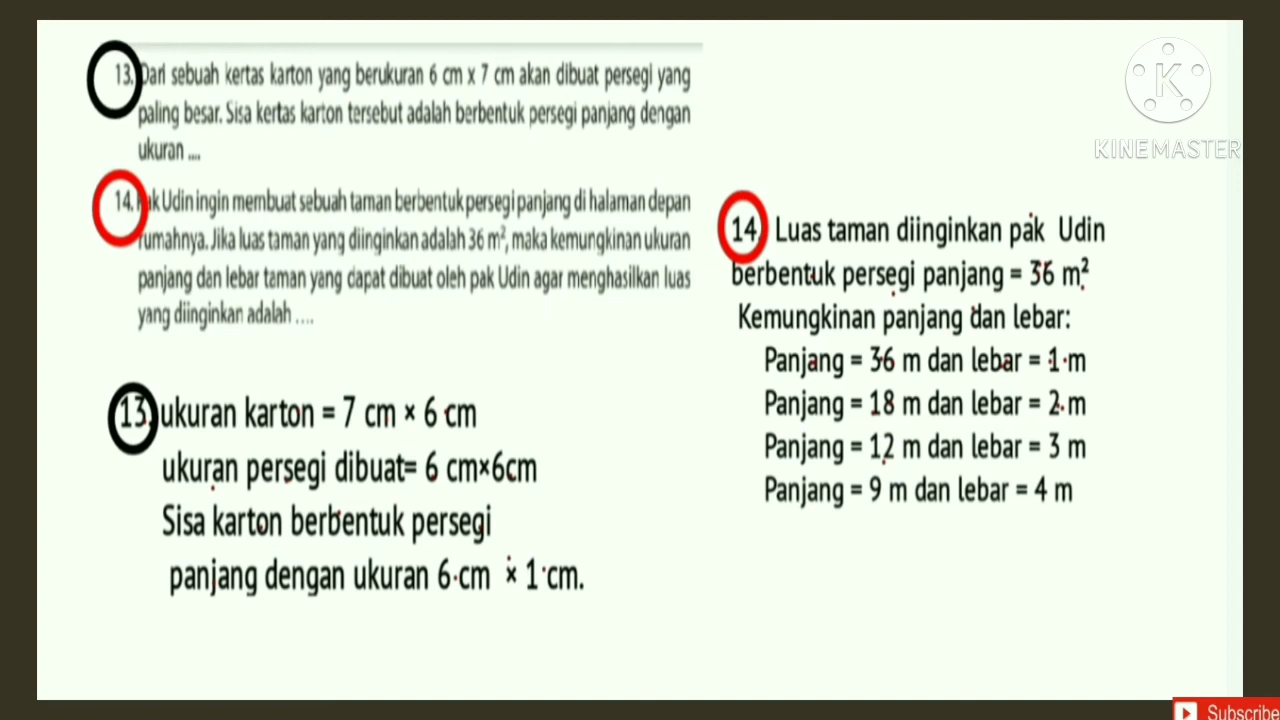 13. Dari sebuah kertas karton yang berukuran 6 cm x 7 cm akan dibuat persegi yang
paling besar. Sisa kertas karton tersebut adalah berbentuk persegi panjang dengan
ukuran ....
14. Pak Udin ingin membuat sebuah taman berbentuk persegi panjang di halaman depan
rumahnya. Jika luas taman yang diinginkan adalah 36 m², maka kemungkinan ukuran
panjang dan lebar taman yang dapat dibuat oleh pak Udin agar menghasilkan luas
yang diinginkan adalah ....
13. ukuran karton = 7 cm × 6 cm
ukuran persegi dibuat= 6 cm×6cm
Sisa karton berbentuk persegi
panjang dengan ukuran 6 cm × 1 cm.
14. Luas taman diinginkan pak Udin
berbentuk persegi panjang = 36 m²
Kemungkinan panjang dan lebar:
Panjang = 36 m dan lebar = 1 m
Panjang = 18 m dan lebar = 2 m
Panjang = 12 m dan lebar = 3 m
Panjang = 9 m dan lebar = 4 m
K
KINEMASTER
Subscribe